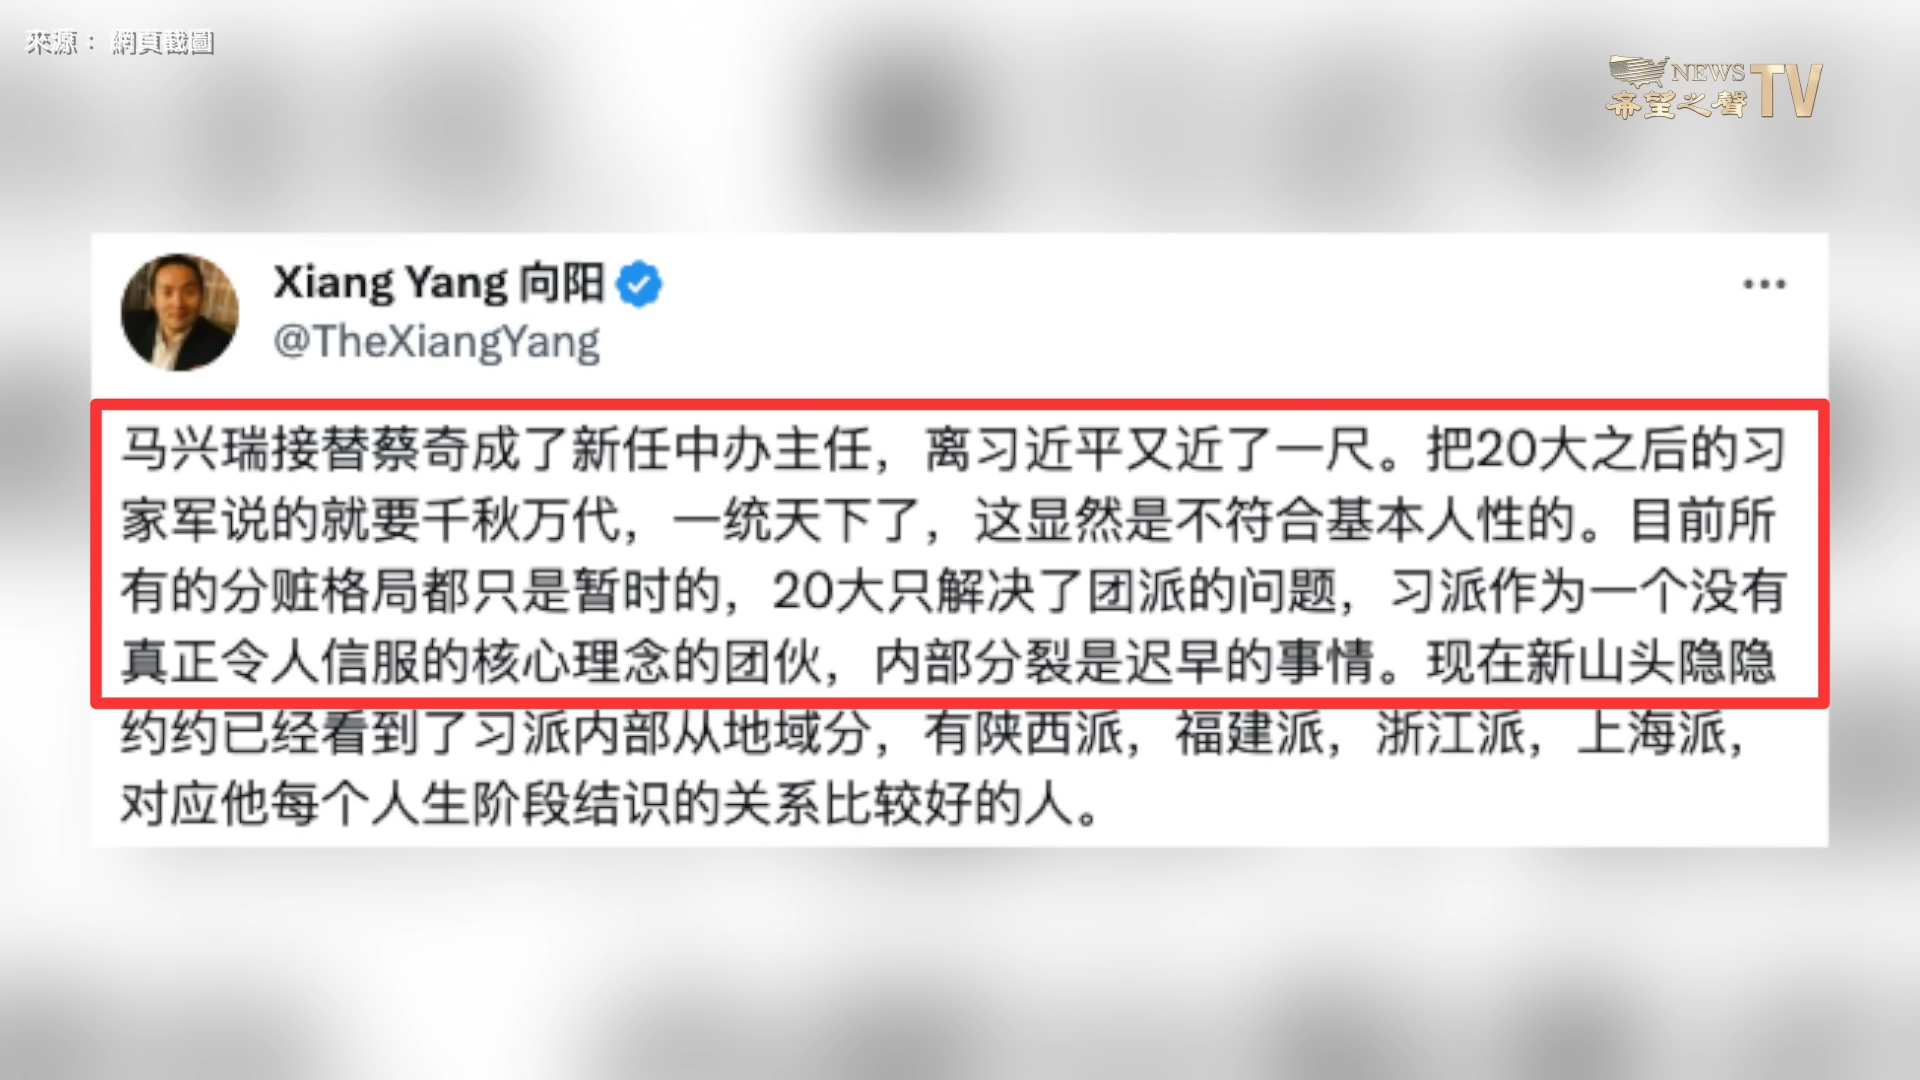 來源： 網頁截圖
NEWS
希望之聲TV
Xiang Yang 向阳
@TheXiangYang
马兴瑞接替蔡奇成了新任中办主任，离习近平又近了一尺。把20大之后的习
家军说的就要千秋万代，一统天下了，这显然是不符合基本人性的。目前所
有的分赃格局都只是暂时的，20大只解决了团派的问题，习派作为一个没有
真正令人信服的核心理念的团伙，内部分裂是迟早的事情。现在新山头隐隐
约约已经看到了习派内部从地域分，有陕西派，福建派，浙江派，上海派，
对应他每个人生阶段结识的关系比较好的人。